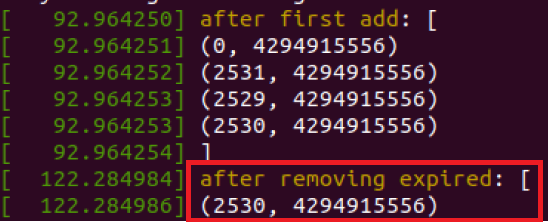 [   92.964250] after first add: [
[   92.964251] (0, 4294915556)
[   92.964252] (2531, 4294915556)
[   92.964253] (2529, 4294915556)
[   92.964253] (2530, 4294915556)
[   92.964254] ]
[  122.284984] after removing expired: [
[  122.284986] (2530, 4294915556)